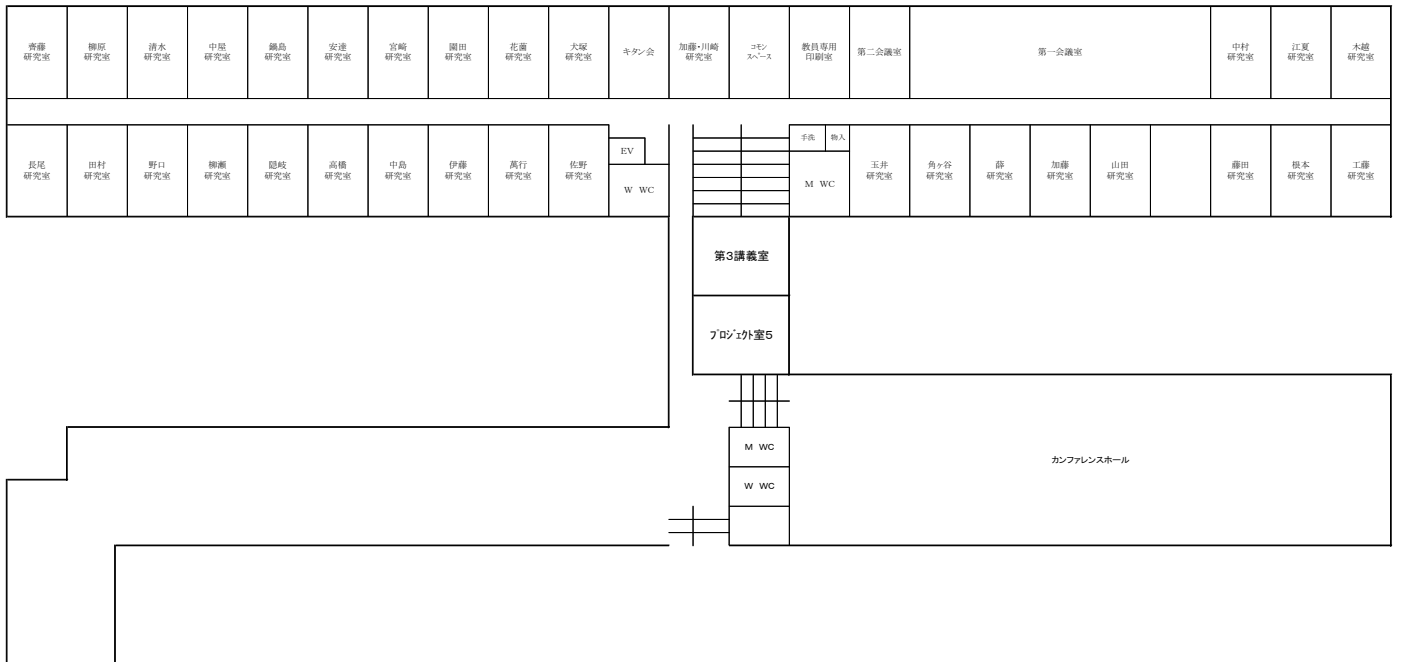 齊藤
研究室
柳原
研究室
清水
研究室
中屋
研究室
鍋島
研究室
安達
研究室
宮崎
研究室
園田
研究室
花薗
研究室
犬塚
研究室
キタン会
加藤・川崎
研究室
コモン
スペース
教員専用
印刷室
第二会議室
第一会議室
中村
研究室
江夏
研究室
木越
研究室
長尾
研究室
田村
研究室
野口
研究室
柳瀬
研究室
隠岐
研究室
高橋
研究室
中島
研究室
伊藤
研究室
萬行
研究室
佐野
研究室
EV
W WC
手洗
物入
M WC
玉井
研究室
角ヶ谷
研究室
薛
研究室
加藤
研究室
山田
研究室
藤田
研究室
根本
研究室
工藤
研究室
第3講義室
プロジェクト室5
M WC
W WC
カンファレンスホール